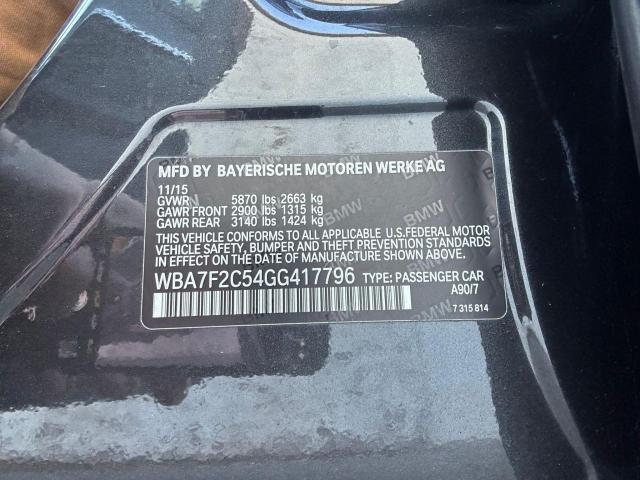 MFD BY BAYERISCHE MOTOREN WERKE AG
11/15
GVWR 5870 lbs 2663 kg
GAWR FRONT 2900 lbs 1315 kg
GAWR REAR 3140 lbs 1424 kg
THIS VEHICLE CONFORMS TO ALL APPLICABLE U.S.FEDERAL MOTOR
VEHICLE SAFETY, BUMPER AND THEFT PREVENTION STANDARDS IN
EFFECT ON THE DATE OF MANUFACTURE SHOWN ABOVE.
WBA7F2C54GG417796 TYPE: PASSENGER CAR
A90/7
7 315 814